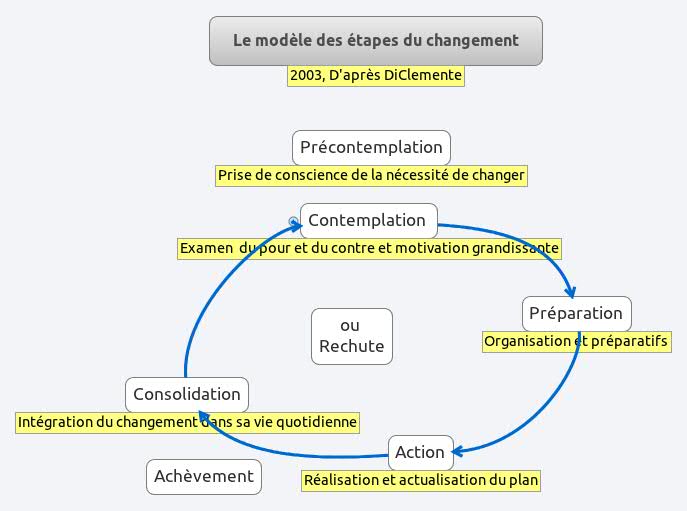 Le modèle des étapes du changement
2003, D'après DiClemente
Précontemplation
Prise de conscience de la nécessité de changer
Contemplation
Examen du pour et du contre et motivation grandissante
Préparation
Organisation et préparatifs
ou
Rechute
Consolidation
Intégration du changement dans sa vie quotidienne
Action
Réalisation et actualisation du plan
Achèvement